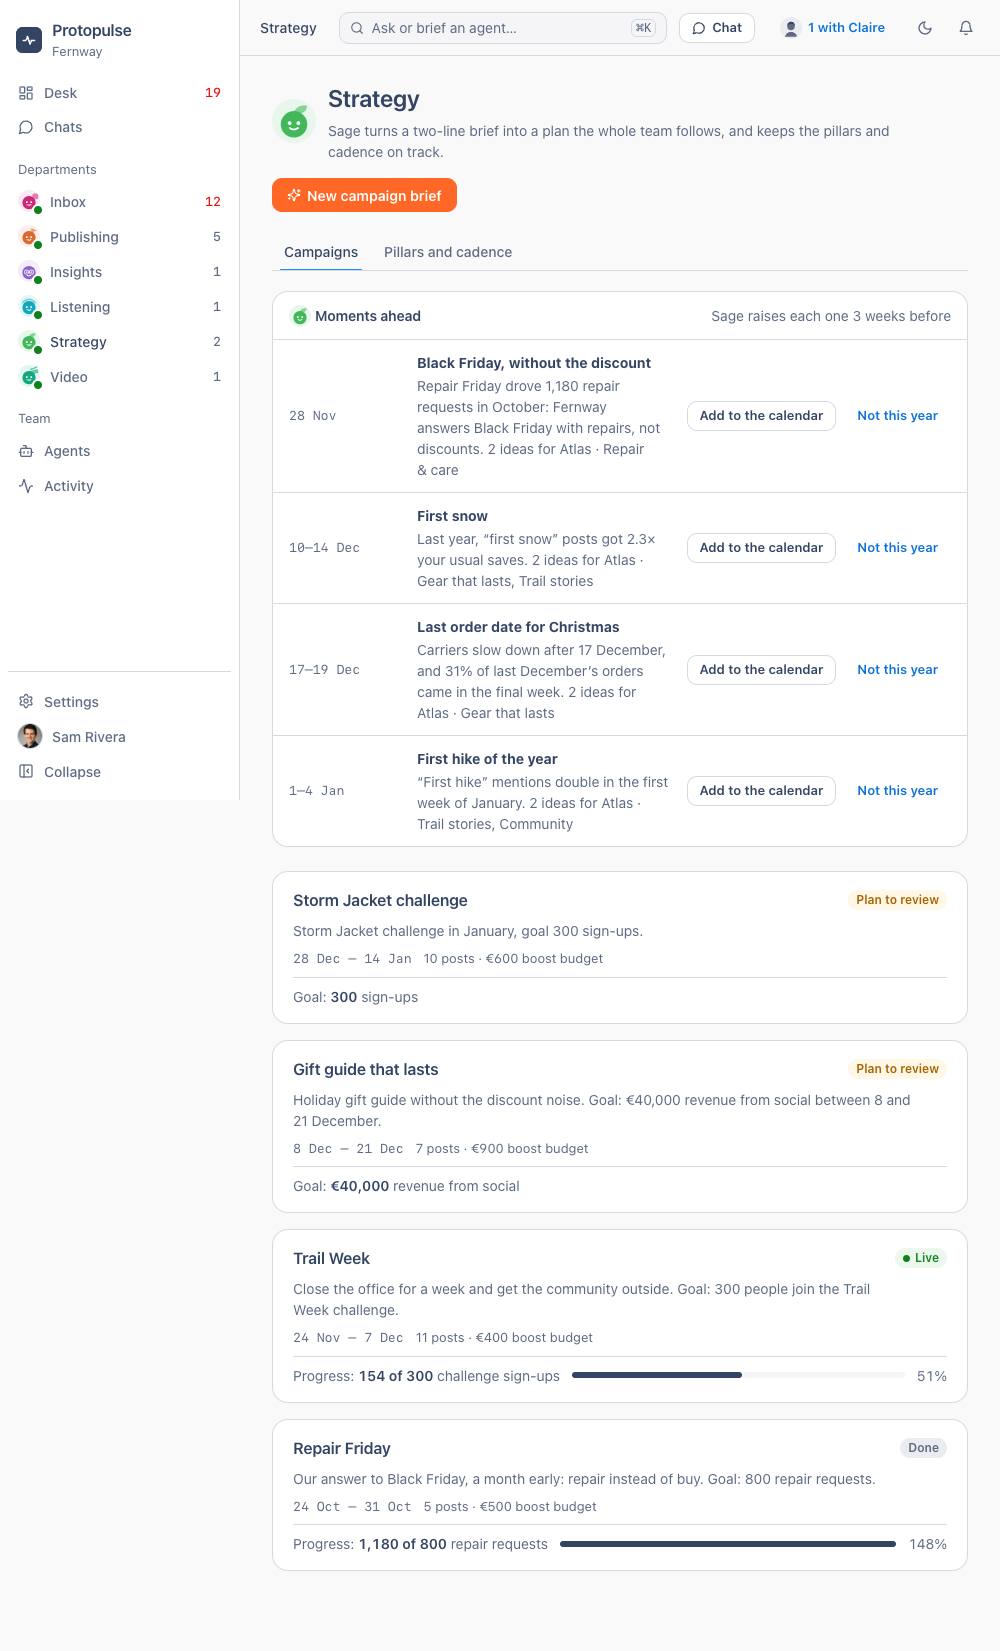 Protopulse
Fernway
Desk 19
Chats
Departments
Inbox 12
Publishing 5
Insights 1
Listening 1
Strategy 2
Video 1
Team
Agents
Activity
Settings
Sam Rivera
Collapse
Strategy
Ask or brief an agent... ⌘K
Chat
1 with Claire
Strategy
Sage turns a two-line brief into a plan the whole team follows, and keeps the pillars and
cadence on track.
New campaign brief
Campaigns Pillars and cadence
Moments ahead Sage raises each one 3 weeks before
28 Nov
Black Friday, without the discount
Repair Friday drove 1,180 repair
requests in October: Fernway
answers Black Friday with repairs, not
discounts. 2 ideas for Atlas · Repair
& care
Add to the calendar Not this year
10–14 Dec
First snow
Last year, “first snow” posts got 2.3×
your usual saves. 2 ideas for Atlas ·
Gear that lasts, Trail stories
Add to the calendar Not this year
17–19 Dec
Last order date for Christmas
Carriers slow down after 17 December,
and 31% of last December’s orders
came in the final week. 2 ideas for
Atlas · Gear that lasts
Add to the calendar Not this year
1–4 Jan
First hike of the year
“First hike” mentions double in the first
week of January. 2 ideas for Atlas ·
Trail stories, Community
Add to the calendar Not this year
Storm Jacket challenge Plan to review
Storm Jacket challenge in January, goal 300 sign-ups.
28 Dec – 14 Jan 10 posts · €600 boost budget
Goal: 300 sign-ups
Gift guide that lasts Plan to review
Holiday gift guide without the discount noise. Goal: €40,000 revenue from social between 8 and
21 December.
8 Dec – 21 Dec 7 posts · €900 boost budget
Goal: €40,000 revenue from social
Trail Week Live
Close the office for a week and get the community outside. Goal: 300 people join the Trail
Week challenge.
24 Nov – 7 Dec 11 posts · €400 boost budget
Progress: 154 of 300 challenge sign-ups 51%
Repair Friday Done
Our answer to Black Friday, a month early: repair instead of buy. Goal: 800 repair requests.
24 Oct – 31 Oct 5 posts · €500 boost budget
Progress: 1,180 of 800 repair requests 148%